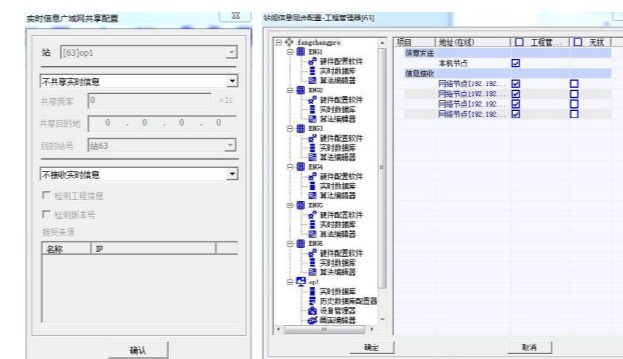 实时信息广域网共享配置
站 [63]op1
不共享实时信息
共享频率 0 ×1s
共享目的地 0 . 0 . 0 . 0
目的站号 站63
不接收实时信息
检测工程信息
检测版本号
接受来源
名称 IP
确认
站间信息同步配置-工程管理器[63]
fengchangpro
ENG1
硬件配置软件
实时数据库
算法编辑器
ENG2
硬件配置软件
实时数据库
算法编辑器
ENG3
硬件配置软件
实时数据库
算法编辑器
ENG4
硬件配置软件
实时数据库
算法编辑器
ENG5
硬件配置软件
实时数据库
算法编辑器
ENG6
硬件配置软件
实时数据库
算法编辑器
op1
实时数据库
历史数据库配置器
设备管理器
画面编辑器
项目 地址(在线) 工程管... 无扰
信息发送
本机节点
信息接收
网络节点[192.192...
网络节点[192.192...
网络节点[192.192...
确定 取消